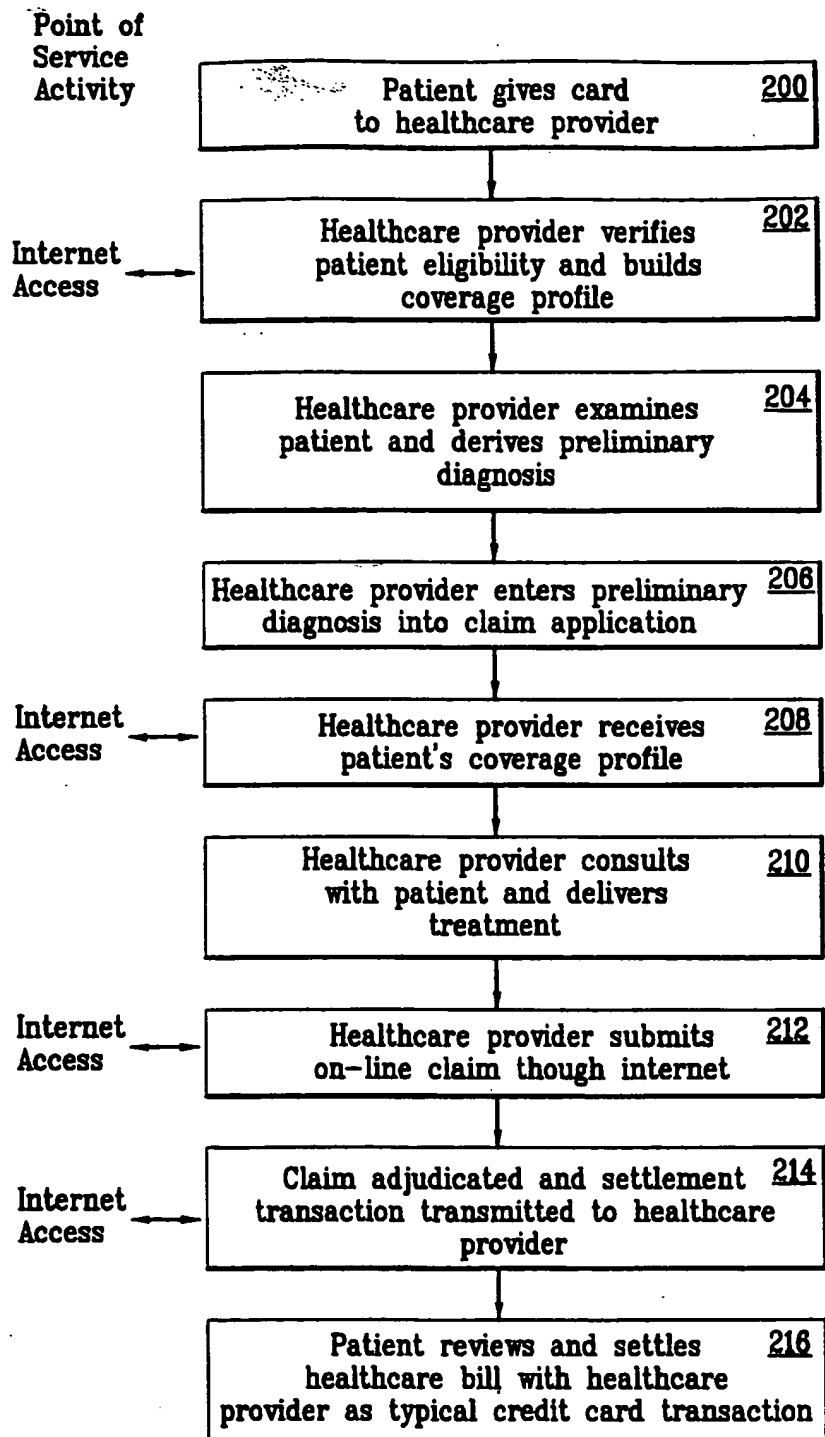 Point of
Service
Activity
Patient gives card
to healthcare provider
200
Internet
Access
Healthcare provider verifies
patient eligibility and builds
coverage profile
202
Healthcare provider examines
patient and derives preliminary
diagnosis
204
Healthcare provider enters preliminary
diagnosis into claim application
206
Internet
Access
Healthcare provider receives
patient's coverage profile
208
Healthcare provider consults
with patient and delivers
treatment
210
Internet
Access
Healthcare provider submits
on-line claim though internet
212
Internet
Access
Claim adjudicated and settlement
transaction transmitted to healthcare
provider
214
Patient reviews and settles
healthcare bill with healthcare
provider as typical credit card transaction
216